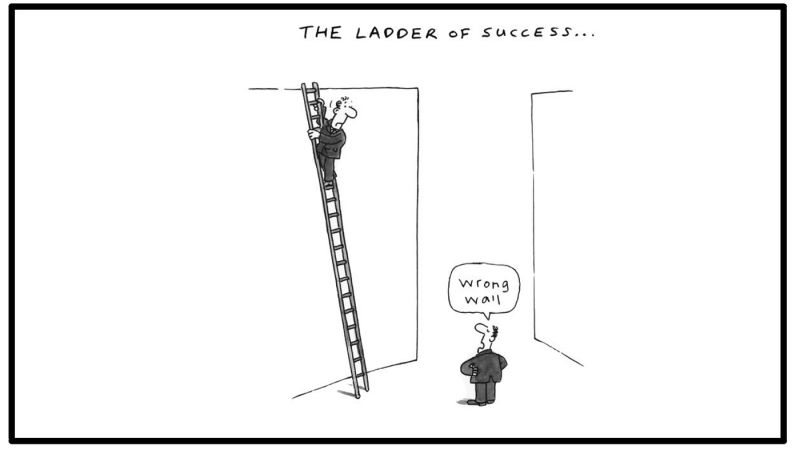 THE LADDER OF SUCCESS...
wrong
wall